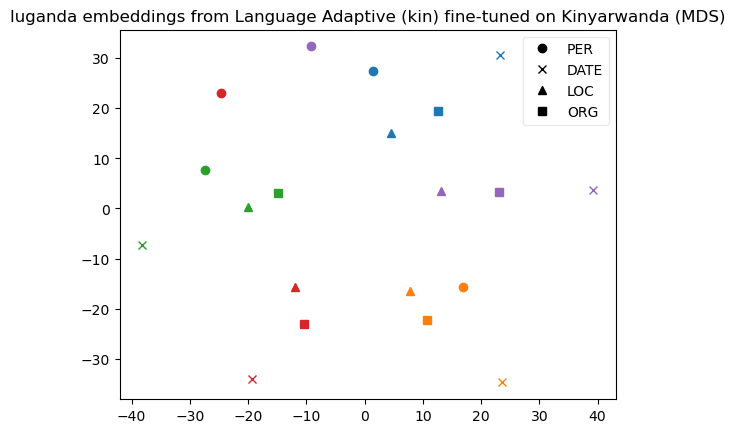 luganda embeddings from Language Adaptive (kin) fine-tuned on Kinyarwanda (MDS)
PER
DATE
LOC
ORG
30
20
10
0
−10
−20
−30
−40 −30 −20 −10 0 10 20 30 40